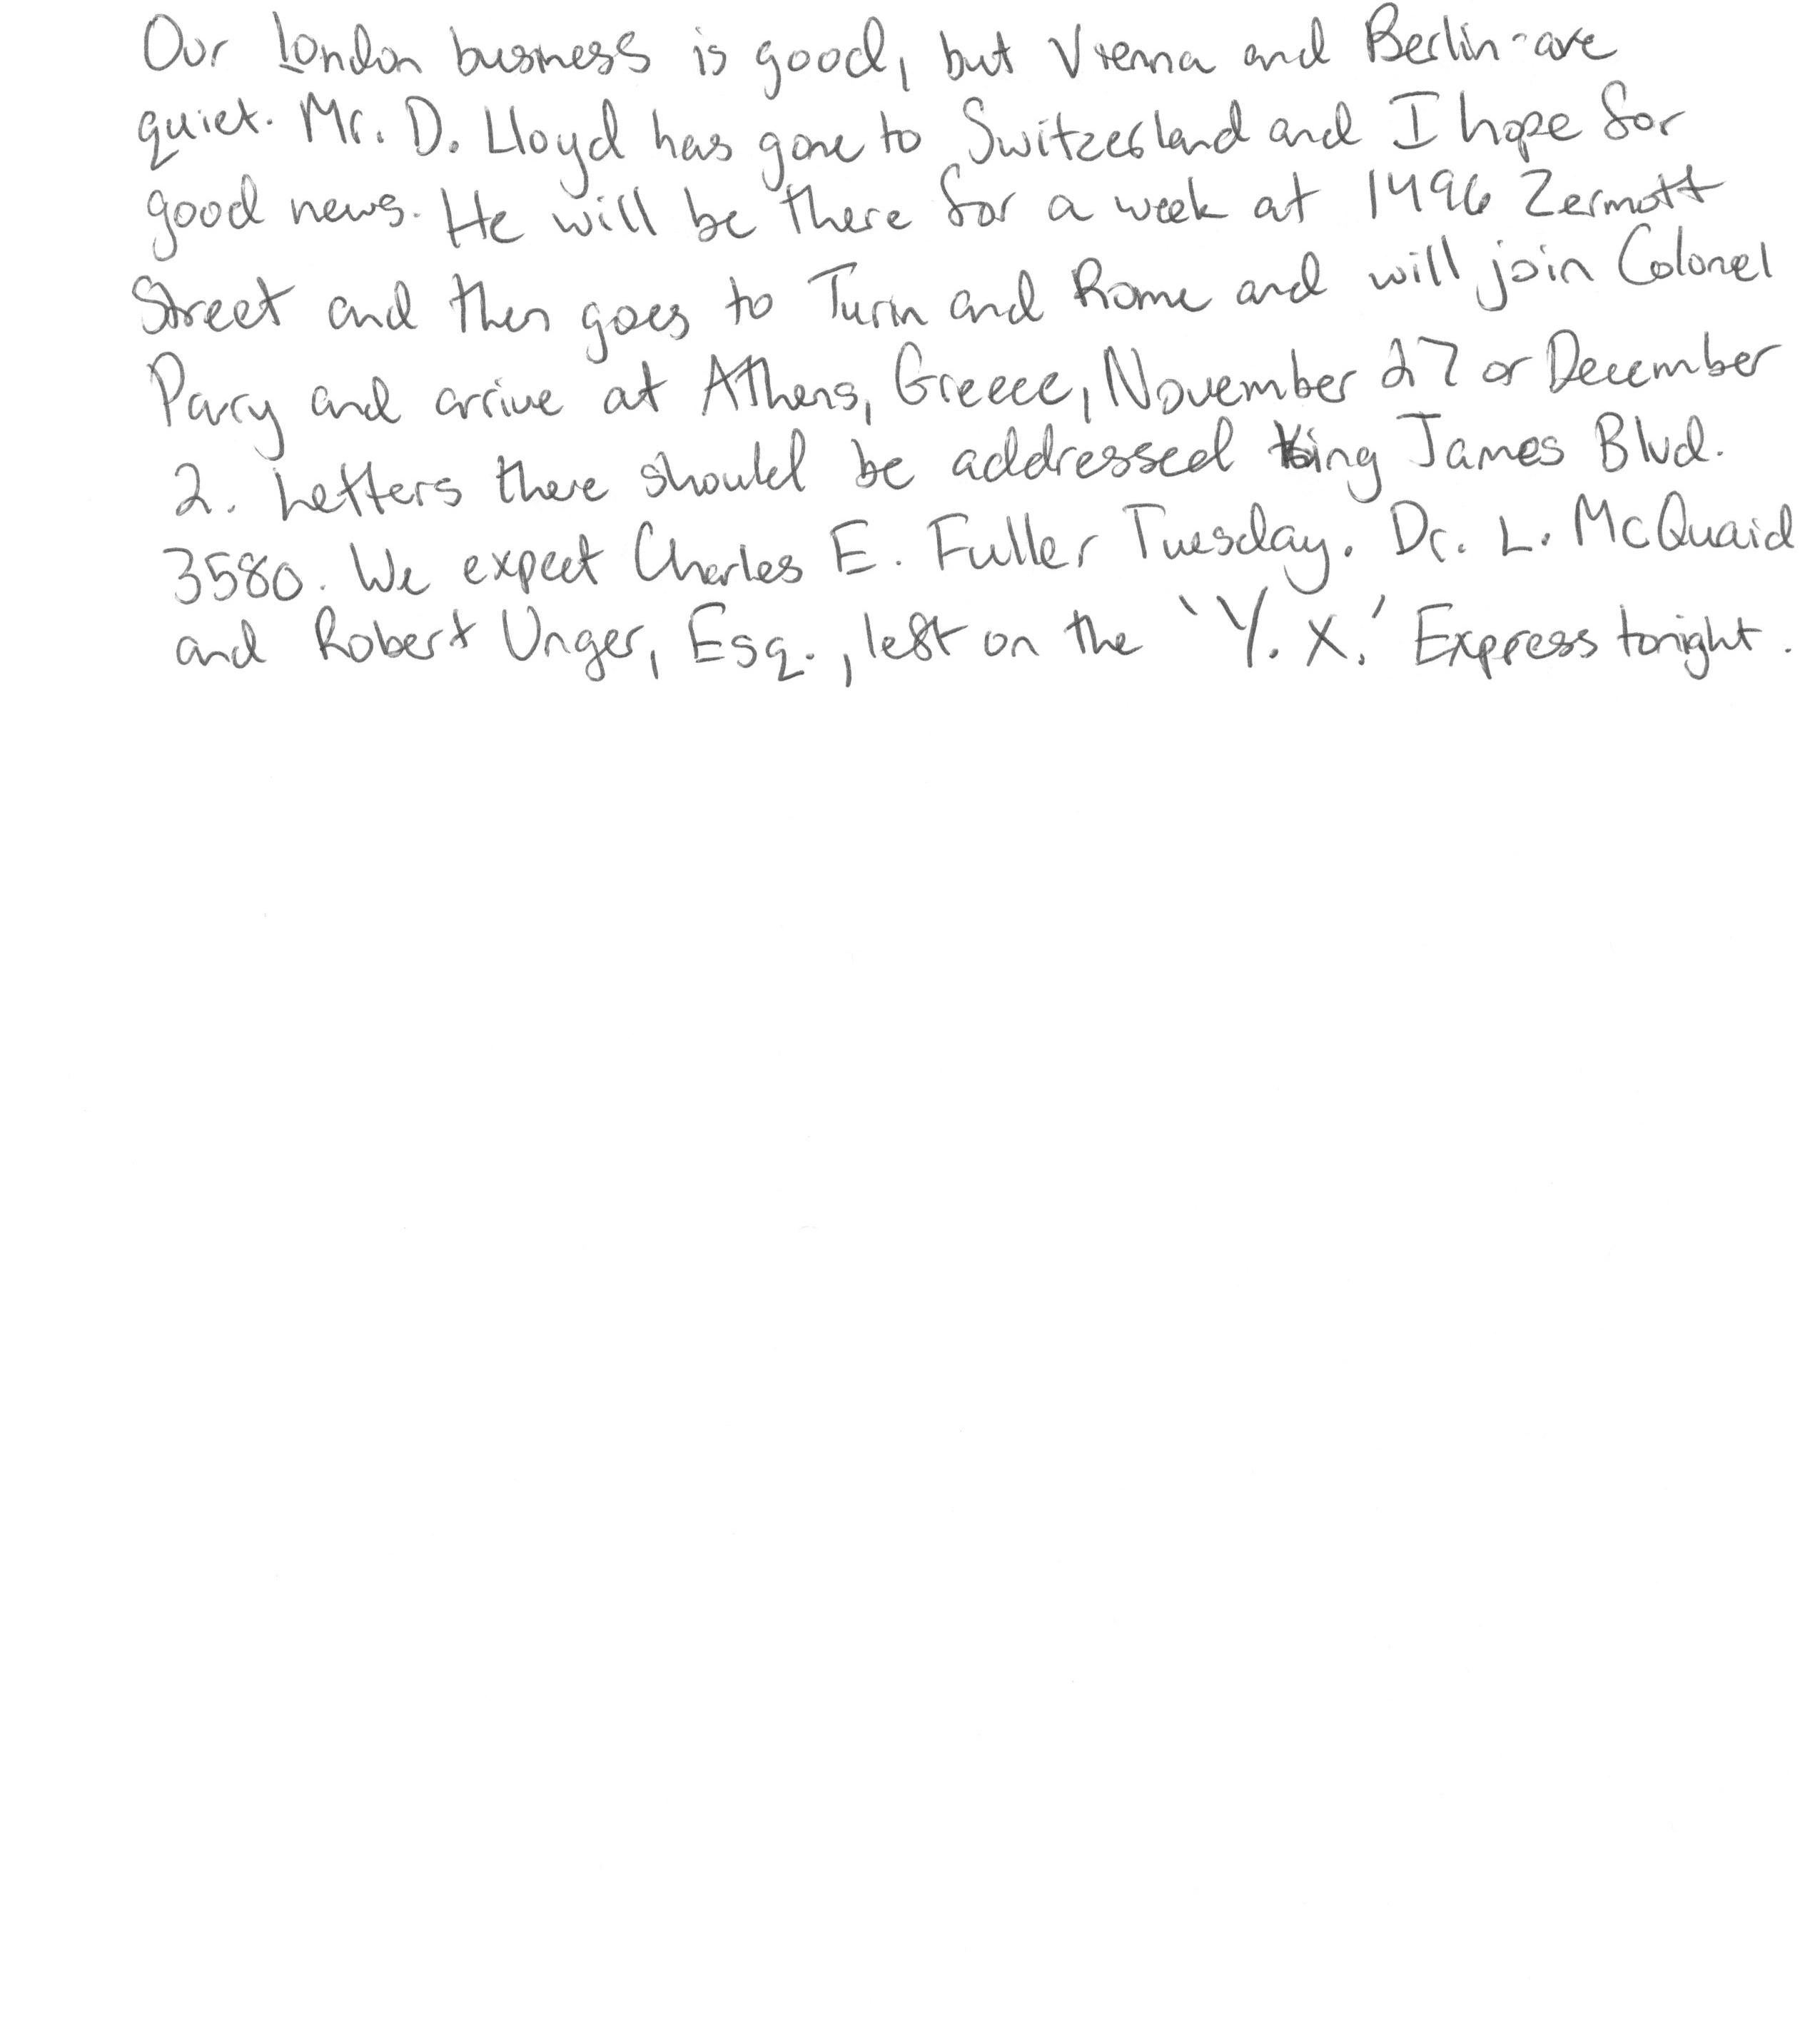 Our London business is good, but Vienna and Berlin are
quiet. Mr. D. Lloyd has gone to Switzerland and I hope for
good news. He will be there for a week at 1496 Zermott
Street and then goes to Turin and Rome and will join Colonel
Parry and arrive at Athens, Greece, November 27 or December
2. Letters there should be addressed King James Blvd.
3580. We expect Charles E. Fuller Tuesday. Dr. L. McQuaid
and Robert Unger, Esq., left on the 'Y. X.' Express tonight.